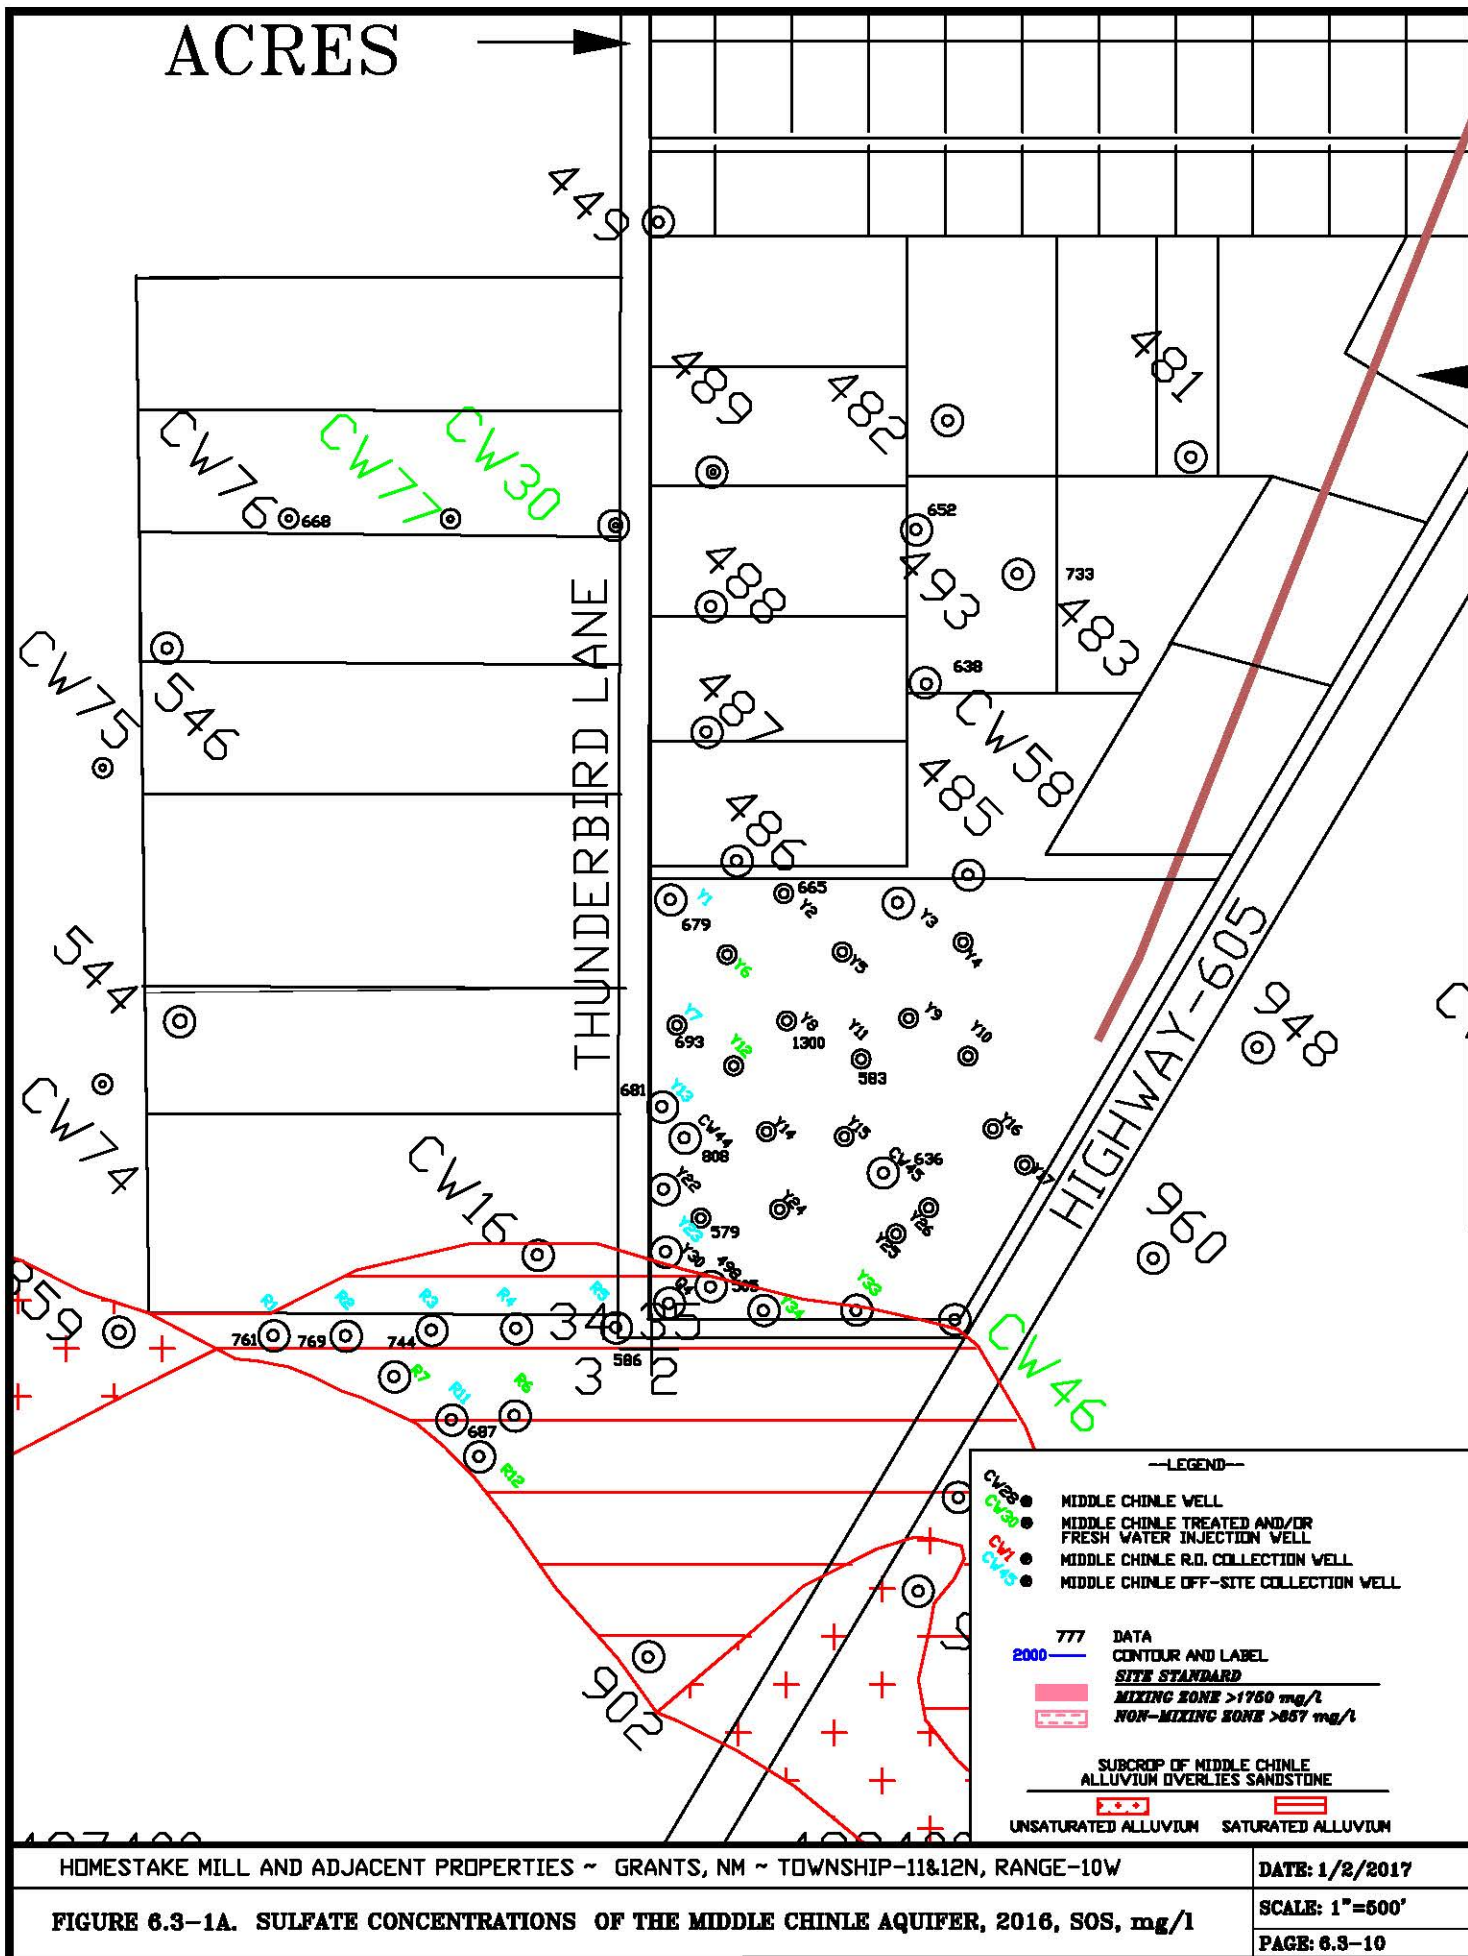 ACRES
449
489
482
481
CW76
668
CW77
CW30
652
488
493
733
483
THUNDERBIRD LANE
CW75
546
638
487
CW58
485
486
Y1
679
665
Y2
Y3
Y4
Y5
Y6
544
HIGHWAY-605
948
Y7
693
Y8
1300
Y9
Y10
Y11
583
Y12
681
Y13
CW74
CW44
808
Y14
Y15
Y16
Y17
CW45
636
CW16
Y22
Y23
579
Y24
Y25
Y26
960
Y30
498
Y33
Y34
R1
R2
R3
R4
R5
859
761
769
744
34
35
586
3
2
CW46
R7
R11
R6
687
R12
902
--LEGEND--
CW28 MIDDLE CHINLE WELL
CW30 MIDDLE CHINLE TREATED AND/OR
FRESH WATER INJECTION WELL
CW1 MIDDLE CHINLE R.O. COLLECTION WELL
CW45 MIDDLE CHINLE OFF-SITE COLLECTION WELL
777 DATA
2000 CONTOUR AND LABEL
SITE STANDARD
MIXING ZONE >1750 mg/l
NON-MIXING ZONE >857 mg/l
SUBCROP OF MIDDLE CHINLE
ALLUVIUM OVERLIES SANDSTONE
UNSATURATED ALLUVIUM SATURATED ALLUVIUM
HOMESTAKE MILL AND ADJACENT PROPERTIES ~ GRANTS, NM ~ TOWNSHIP-11&12N, RANGE-10W
DATE: 1/2/2017
FIGURE 6.3-1A. SULFATE CONCENTRATIONS OF THE MIDDLE CHINLE AQUIFER, 2016, SOS, mg/l
SCALE: 1"=500'
PAGE: 6.3-10